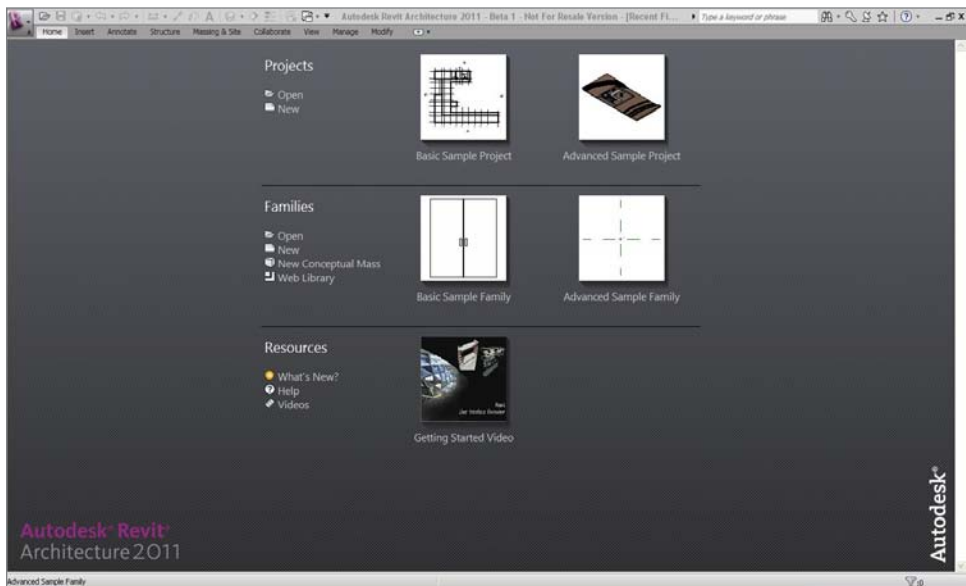 Autodesk Revit Architecture 2011 - Beta 1 - Not For Resale Version - [Recent Fi...
Type a keyword or phrase
Home Insert Annotate Structure Massing & Site Collaborate View Manage Modify
Projects
Open
New
Basic Sample Project
Advanced Sample Project
Families
Open
New
New Conceptual Mass
Web Library
Basic Sample Family
Advanced Sample Family
Resources
What's New?
Help
Videos
Getting Started Video
Autodesk®
Autodesk® Revit®
Architecture 2011
Advanced Sample Family
:0